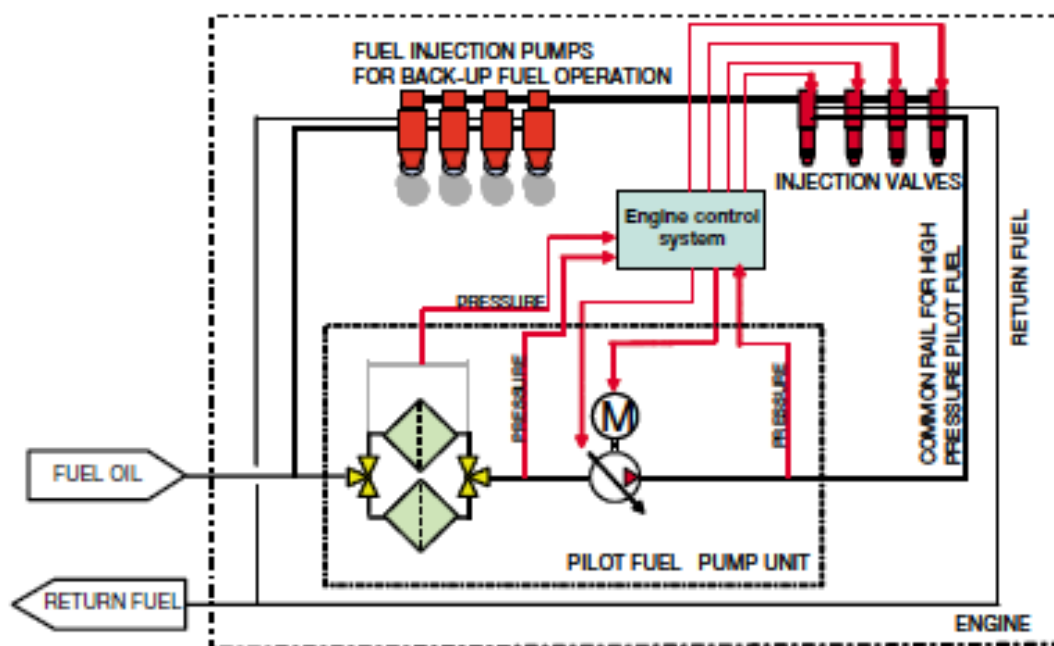 FUEL INJECTION PUMPS
FOR BACK-UP FUEL OPERATION
INJECTION VALVES
Engine control
system
PRESSURE
PRESSURE
PRESSURE
M
COMMON RAIL FOR HIGH
PRESSURE PILOT FUEL
RETURN FUEL
FUEL OIL
PILOT FUEL PUMP UNIT
RETURN FUEL
ENGINE